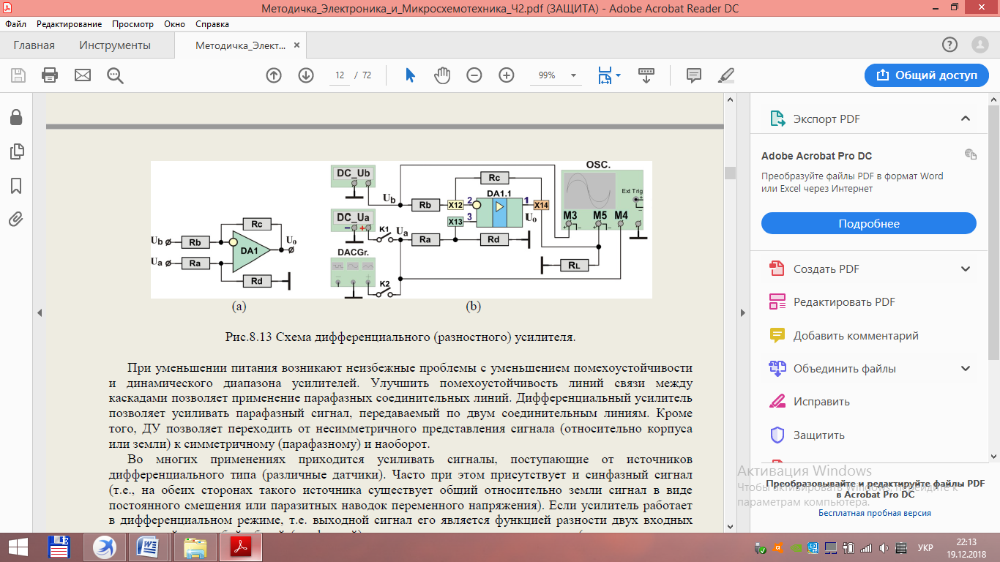 Методичка_Электроника_и_Микросхемотехника_Ч2.pdf (ЗАЩИТА) - Adobe Acrobat Reader DC
Файл Редактирование Просмотр Окно Справка
Главная Инструменты Методичка_Элект... ×
12 / 72 99% Общий доступ
DC_Ub
Ub
Rb
X12
2
Rc
DA1.1
1
X14
OSC.
Ext Trig
M3 M5 M4
DC_Ua
K1
Ua
X13
3
Uo
Ra
Rd
DACGr.
K2
RL
Rc
Ub
Rb
DA1
Uo
Ua
Ra
Rd
(a) (b)
Рис.8.13 Схема дифференциального (разностного) усилителя.
При уменьшении питания возникают неизбежные проблемы с уменьшением помехоустойчивости
и динамического диапазона усилителей. Улучшить помехоустойчивость линий связи между
каскадами позволяет применение парафазных соединительных линий. Дифференциальный усилитель
позволяет усиливать парафазный сигнал, передаваемый по двум соединительным линиям. Кроме
того, ДУ позволяет переходить от несимметричного представления сигнала (относительно корпуса
или земли) к симметричному (парафазному) и наоборот.
Во многих применениях приходится усиливать сигналы, поступающие от источников
дифференциального типа (различные датчики). Часто при этом присутствует и синфазный сигнал
(т.е., на обеих сторонах такого источника существует общий относительно земли сигнал в виде
постоянного смещения или паразитных наводок переменного напряжения). Если усилитель работает
в дифференциальном режиме, т.е. выходной сигнал его является функцией разности двух входных
Экспорт PDF
Adobe Acrobat Pro DC
Преобразуйте файлы PDF в формат Word
или Excel через Интернет
Подробнее
Создать PDF
Редактировать PDF
Добавить комментарий
Объединить файлы
Исправить
Защитить
Активация Windows
Чтобы активировать Windows, перейдите к
параметрам компьютера.
Преобразовывайте и редактируйте файлы PDF
в Acrobat Pro DC
Бесплатная пробная версия
УКР
22:13
19.12.2018